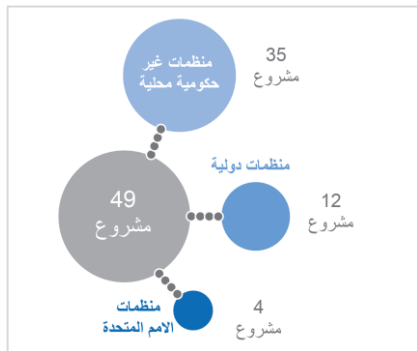 منظمات غير
حكومية محلية
35
مشروع
منظمات دولية
12
مشروع
49
مشروع
منظمات
الامم المتحدة
4
مشروع